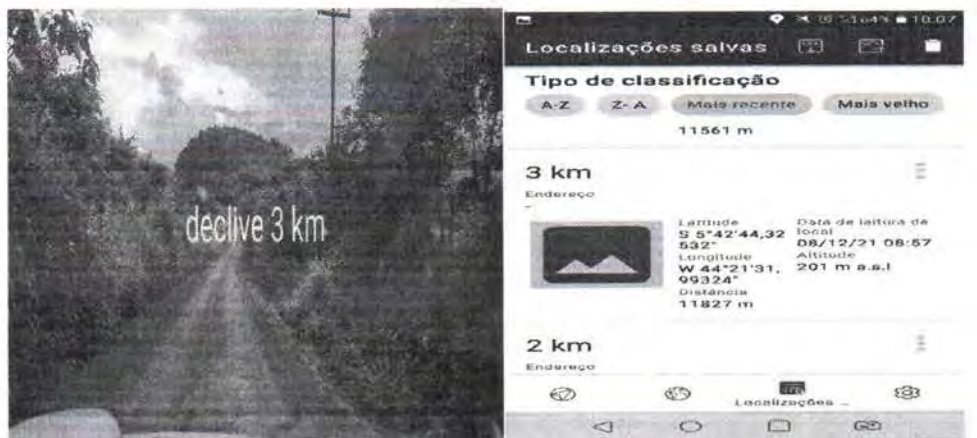 declive 3 km
10.07
Localizações salvas
Tipo de classificação
A-Z Z-A Mais recente Mais velho
11561 m
3 km
Endereço
-
Latitude
S 5°42'44,32
532"
Longitude
W 44°21'31,
99324"
Distância
11827 m
Data de leitura de
local
08/12/21 08:57
Altitude
201 m a.s.l
2 km
Endereço
Localizações ...